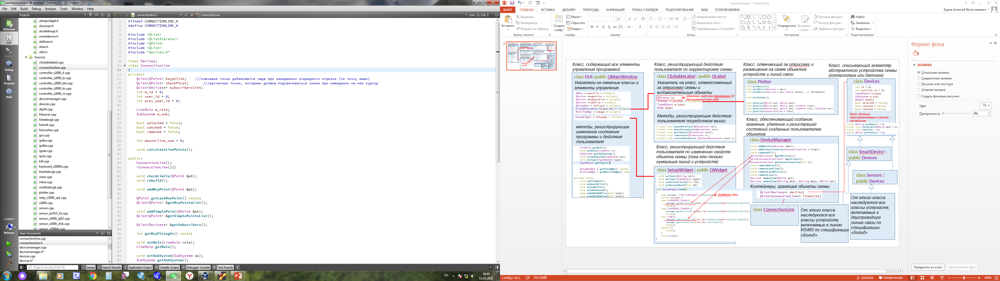 connectionline.h @ untitled1 [master15] - Qt Creator
File Edit Build Debug Analyze Tools Window Help
Projects
connectionline.h
#
ConnectionLine
Line: 12, Col: 2
Welcome
Edit
Design
Debug
Projects
Help
untitled1
Release
setupwidget.h
shoroxex.h
skudtabwgt.h
smartdevice.h
stekloex.h
stzex.h
utils.h
Sources
clickablelabel.cpp
connectionline.cpp
controller_s2000_4.cpp
controller_s2000_bi.cpp
controller_s2000_bki.cpp
controller_s2000_ks.cpp
controller_s2000_m.cpp
devicemanager.cpp
devices.cpp
dip34.cpp
filesaver.cpp
firetabwgt.cpp
foton4.cpp
fotonshex.cpp
gui.cpp
ipdex.cpp
ipdlex.cpp
ippex.cpp
iprex.cpp
kdl.cpp
keyboard_s2000k.cpp
linestabwgt.cpp
main.cpp
mkex.cpp
multitabwgt.cpp
plotter.cpp
relay_s2000_sp1.cpp
s2000.cpp
sensor.cpp
sensor_ipr513_3a.cpp
sensor_s2000_ip02.cpp
sensor_s2000_shik.cpp
sensor_s2000ik.cpp
Open Documents
connectionline.cpp
connectionline.h
devicemanager.cpp
devicemanager.h*
devices.cpp
devices.h*
1 #ifndef CONNECTIONLINE_H
2 #define CONNECTIONLINE_H
3
4 #include <QList>
5 #include <QListIterator>
6 #include <QPoint>
7 #include <QLine>
8 #include "devices.h"
9
10 class Devices;
11 class ConnectionLine
12 {
13 private:
14 QList<QPoint> keyptlist; ///ключевые точки добавляются сюда при завершении очередного отрезка (по тычку мыши)
15 QList<QPoint> checkPtLst; ///расчетные точки, которыми должна подсвечиваться линия при наведении на нее курсор
16 QList<Devices*> subscriberslist;
17 int m_id = 0;
18 int user_id = 0;
19 int prev_user_id = 0;
20
21 LineRole m_role;
22 SubSystem m_sub;
23
24 bool selected = false;
25 bool catched = false;
26 bool removed = false;
27
28 int masterline_num = 0;
29
30 void calculateLinePoints();
31
32 public:
33 ConnectionLine();
34 ~ConnectionLine(){}
35
36 void checkLimits(QPoint &pt);
37 void rebuild();
38
39 void addKeyPoint(QPoint &pt);
40
41 QPoint getLastKeyPoint() const;
42 QList<QPoint> &getKeyPointsList();
43
44 void addSimplePoint(QPoint &pt);
45 QList<QPoint> &getSimplePointsList();
46
47 QList<Devices*> &getSubscribers();
48
49 int getKeyPtLenght() const;
50
51 void setRole(LineRole role);
52 LineRole getRole();
53
54 void setSubSystem(SubSystem ss);
55 SubSystem getSubSystem();
Type to locate (Ctrl+K)
1 Issues 2 Search Results 3 Application Output 4 Compile Output 5 Debugger Console 8 Test Results
EN
16:05
13.10.2021
Презентация1 - PowerPoint
ФАЙЛ ГЛАВНАЯ ВСТАВКА ДИЗАЙН ПЕРЕХОДЫ АНИМАЦИЯ ПОКАЗ СЛАЙДОВ РЕЦЕНЗИРОВАНИЕ ВИД STORYBOARDING
Буров Алексей Вячеславович
Вставить
Вырезать
Копировать
Формат по образцу
Буфер обмена
Создать слайд
Макет
Сбросить
Раздел
Слайды
18
Шрифт
Направление текста
Выровнять текст
Преобразовать в SmartArt
Абзац
Упорядочить
Экспресс-стили
Заливка фигуры
Контур фигуры
Эффекты фигуры
Рисование
Найти
Заменить
Выделить
Редактирование
1
Класс, содержащий все элементы
управления программой
class GUI: public QMainWindow
Указатели на смежные классы и
элементы управления
QMenu * pmnuFile = nullptr;
QAction *msgAction = nullptr;
QAction *msgSaveFile = nullptr;
QAction *loadFile = nullptr;
QGroupBox * left_grb = nullptr;
ClickableLabel* screen_lbl = nullptr;
MultiTabWgt * tabwgt = nullptr;
SetupWidget * setupwgt = nullptr;
методы, регистрирующие
изменения состояния
программы и действия
пользователя
LineRole getRole();
void setRole(LineRole r);
SubSystem getSubSystem();
void setSubSystem(SubSystem ss);
void setType(TypeObject type);
TypeObject getType();
SetupWidget * getSetupWgt() const;
MultiTabWgt * getMultiTabWgt() cons
private slots:
void onFileOpen();
void onSaveToFile();
void onLoadFile();
void onTabChoosed();
void onAddS2000Fire(bool lock);
void onAddS2000Scud(bool lock);
Класс, регистрирующий действия
пользователя по корректировке схемы
class ClickableLabel : public QLabel
Указатель на класс, ответственный
за отрисовку схемы и
вспомогательные объекты
QPainter p;
Штатное средства фреймворка QT
для рисования чего-либо
Plotter * plotter = nullptr;
TypeObject m_type;
Mode mode;
Методы, регистрирующие действия
пользователя посредством мыши
virtual void mouseMoveEvent(QMouseEvent *ev);
virtual void mousePressEvent(QMouseEvent *ev);
virtual void paintEvent(QPaintEvent *evt);
virtual void timerEvent(QTimerEvent *);
virtual void contextMenuEvent( QContextMenuEvent* event );
Класс, регистрирующий действия
пользователя по изменению свойств
объекта схемы (пока это только
нумерация линий и устройств)
class SetupWidget : public QWidget
void setText(QString str);
void setType(TypeObject type);
void setActualLineId(int id);
void setActualDevId(int id);
void SetupWidget::onOk()
{
auto manager = DeviceManager::instance();
Singletone class
switch (m_type) {
case PLUGGABLE_TO485:{
manager.getDevices().at(dev_id)->setUserId(edit->text().toInt());
break;}
case PLUGGABLE_TO2WIRE:{
manager.getDevices().at(dev_id)->setUserId(edit->text().toInt());
break;}
case LINE:{
manager.getLines().at(line_id)->setUserId(edit->text().toInt());
manager.getLines().at(line_id)->notifyAll();
break;}
default:{
break;}
}
this->hide();
}
Класс, отвечающий за отрисовку и
размещение на схеме объектов
устройств и линий связи
class Plotter
void plotDevice();
void plotDevice(Devices * dev);
void plotDevice(Devices * dev, QColor &color, int thickness);
void plotScheme();
void plotLine(QPoint pt1, QPoint pt2);
void plotLine(QPoint pt1, QPoint pt2, LineRole role);
void plotLine(QPoint pt1, QPoint pt2, LineRole role, SubSystem ss);
void plotLine(ConnectionLine * line);
Класс, обеспечивающий создание,
хранение, удаление и регистрацию
состояний созданных пользователем
объектов
class DeviceManager
void addDevice(Devices *dev);
void addConnectionLine(ConnectionLine * line);
void removeAll();
QList<Devices*> &getDevices();
QList<ConnectionLine*> &getLines();
ConnectionLine* getConnectionLine(int i);
void removeDevice();
void removeLastLine();
void removeLastDevice();
void removeLine();
Devices *makeItem(QPoint pt);
Devices *makeItem(QString &str, QString &sys, QPoint pt);
Контейнеры, хранящие объекты схемы
QList<Devices*> devlist;
QList<ConnectionLine*> lineslist;
class ConnectionLine
Класс, описывающий экземпляр
абстрактного устройства схемы
(контроллера или датчика)
class Devices
int id = 0;
int notifier_id = 0;
TypeObject m_type;
SubSystem m_sub;
Models model;
bool selected = false;
bool catched = false;
bool removed = false;
Вирт. функции,
переопределяемые в классах -
наследниках
virtual QString getModel() = 0;
virtual void checkLimits(QPoint &pt) = 0;
virtual void rebuild() = 0;
virtual QPoint getCenter() = 0;
class SmartDevice :
public Devices
class Sensors :
public Devices
От этого класса
наследуются все
классы устройств,
включаемых в линию
RS485 по спецификации
«Болид»
От этого класса
наследуются все
классы устройств,
включаемых в
двухпроводную
линию связи по
спецификации
«Болид»
Формат фона
ЗАЛИВКА
Сплошная заливка
Градиентная заливка
Рисунок или текстура
Узорная заливка
Скрыть фоновые рисунки
Цвет
Прозрачность
0%
Применить ко всем
Восстановить фон
СЛАЙД 1 ИЗ 1 РУССКИЙ
ЗАМЕТКИ ПРИМЕЧАНИЯ
100%